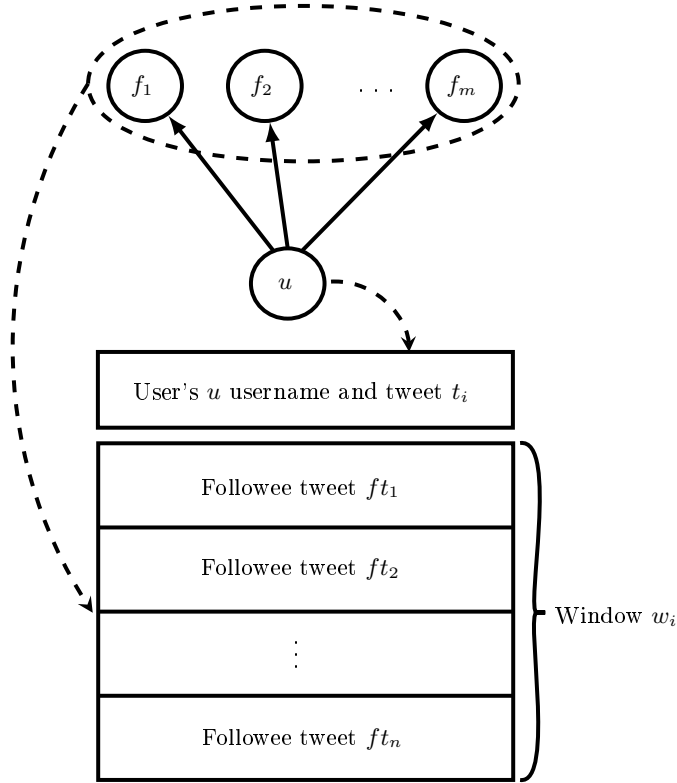 f1 f2 . . . fm
u
User's u username and tweet ti
Followee tweet ft1
Followee tweet ft2
⋮
Followee tweet ftn
Window wi